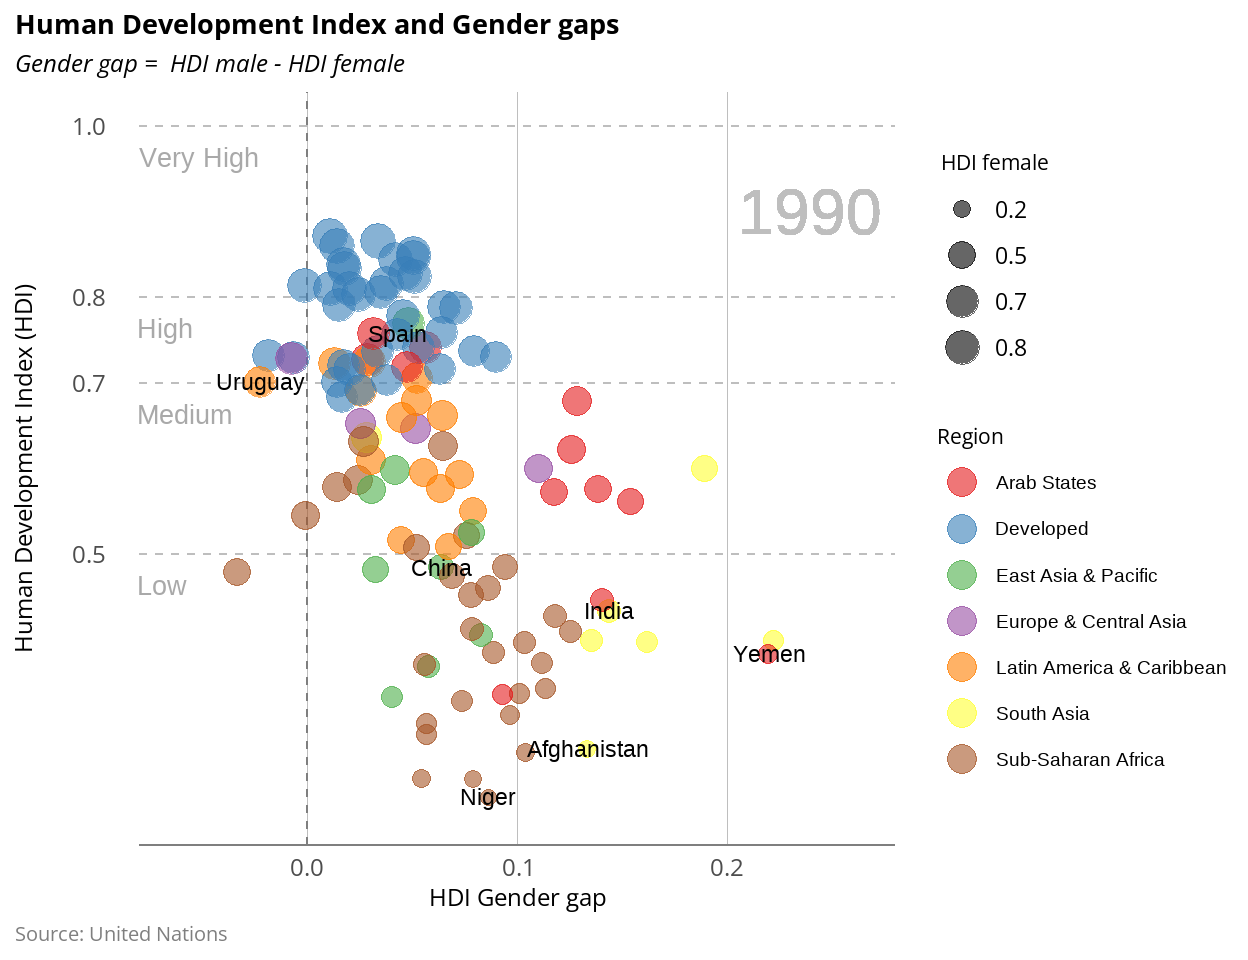 Human Development Index and Gender gaps
Gender gap = HDI male - HDI female
1.0
Very High
1990
0.8
High
Spain
0.7
Uruguay
Medium
0.5
China
Low
India
Yemen
Afghanistan
Niger
0.0
0.1
0.2
HDI Gender gap
Human Development Index (HDI)
HDI female
0.2
0.5
0.7
0.8
Region
Arab States
Developed
East Asia & Pacific
Europe & Central Asia
Latin America & Caribbean
South Asia
Sub-Saharan Africa
Source: United Nations